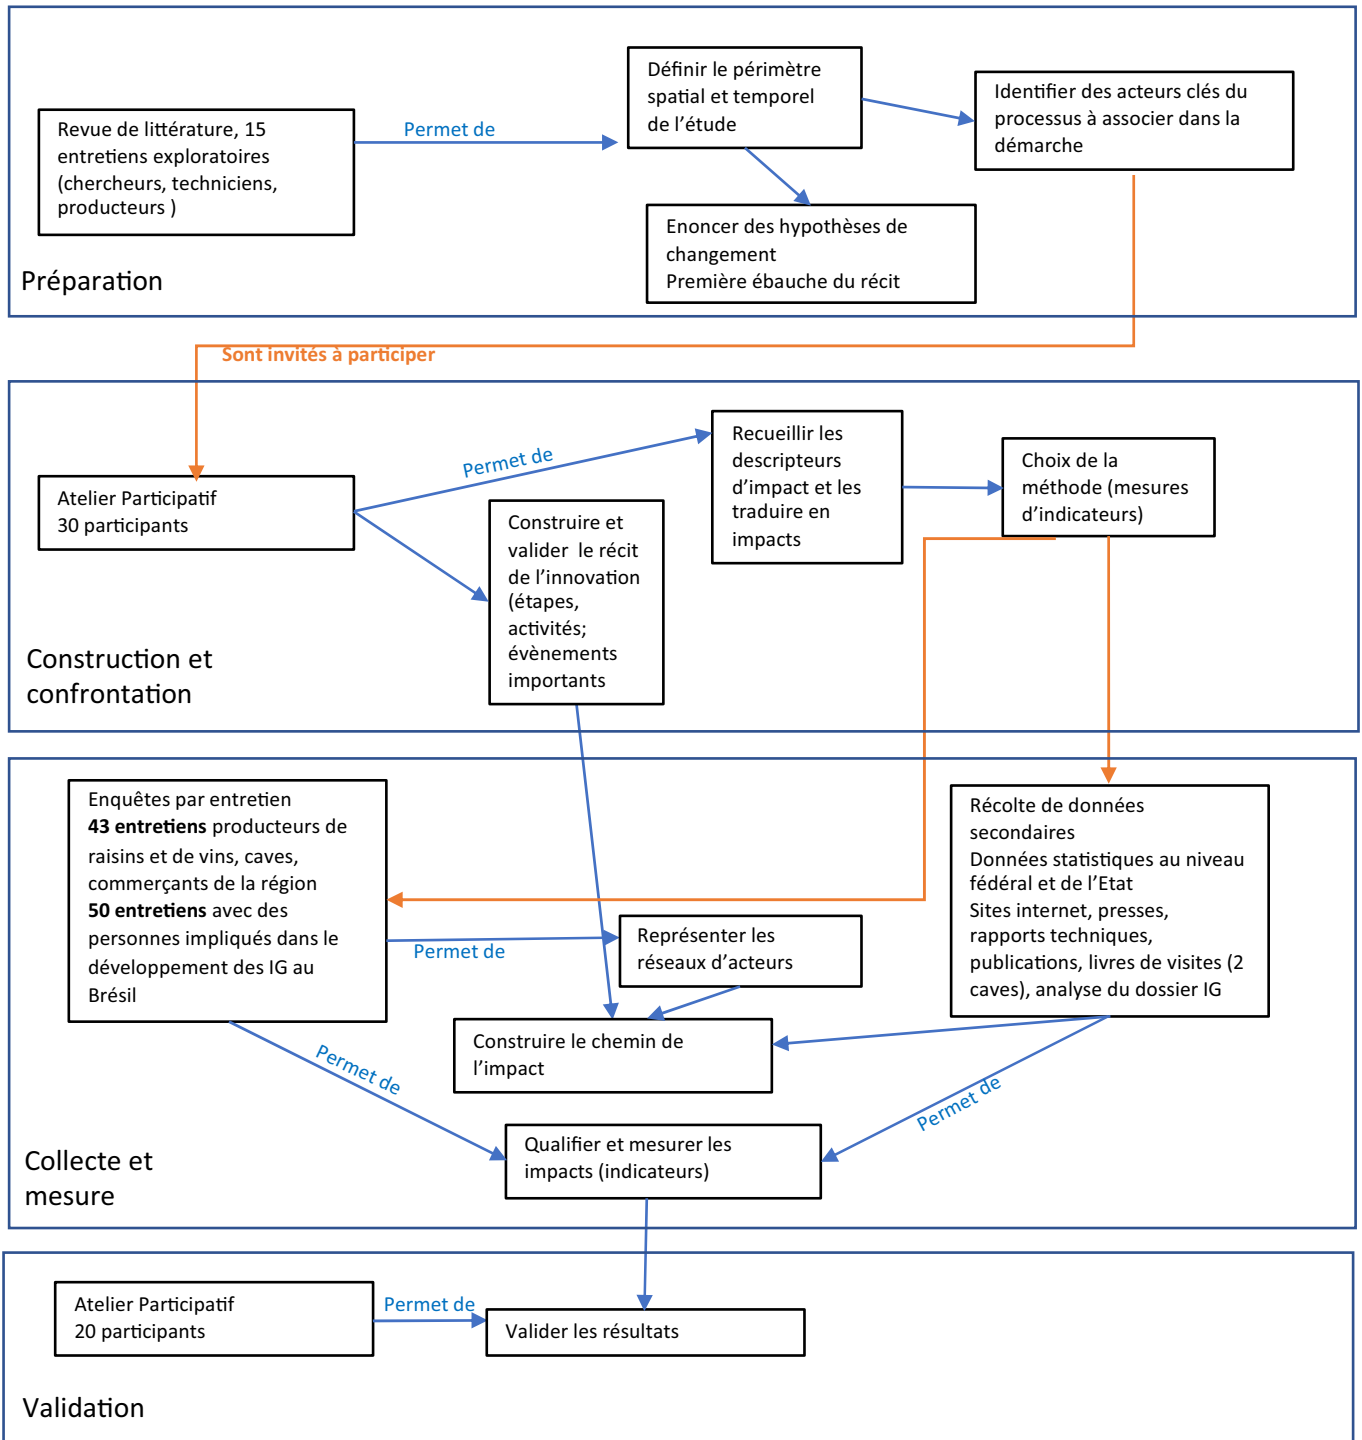 Revue de littérature, 15
entretiens exploratoires
(chercheurs, techniciens,
producteurs )
Permet de
Définir le périmètre
spatial et temporel
de l’étude
Identifier des acteurs clés du
processus à associer dans la
démarche
Enoncer des hypothèses de
changement
Première ébauche du récit
Préparation
Sont invités à participer
Atelier Participatif
30 participants
Permet de
Recueillir les
descripteurs
d’impact et les
traduire en
impacts
Choix de la
méthode (mesures
d’indicateurs)
Construire et
valider le récit
de l’innovation
(étapes,
activités;
évènements
importants
Construction et
confrontation
Enquêtes par entretien
43 entretiens producteurs de
raisins et de vins, caves,
commerçants de la région
50 entretiens avec des
personnes impliqués dans le
développement des IG au
Brésil
Permet de
Représenter les
réseaux d’acteurs
Récolte de données
secondaires
Données statistiques au niveau
fédéral et de l’Etat
Sites internet, presses,
rapports techniques,
publications, livres de visites (2
caves), analyse du dossier IG
Construire le chemin de
l’impact
Permet de
Permet de
Qualifier et mesurer les
impacts (indicateurs)
Collecte et
mesure
Atelier Participatif
20 participants
Permet de
Valider les résultats
Validation